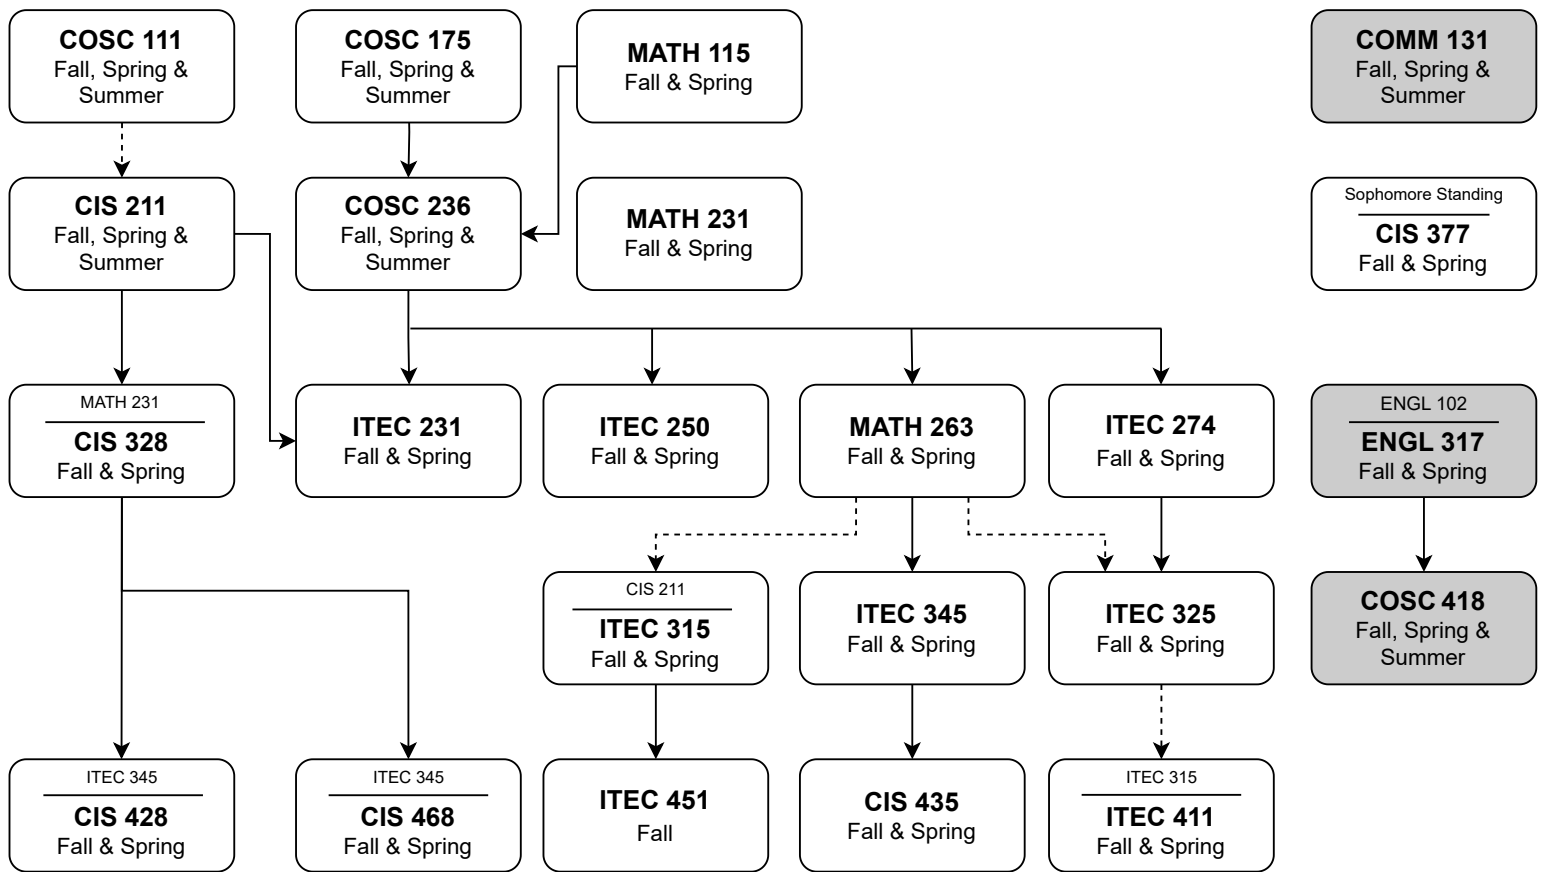 COSC 111
Fall, Spring &
Summer
COSC 175
Fall, Spring &
Summer
MATH 115
Fall & Spring
COMM 131
Fall, Spring &
Summer
CIS 211
Fall, Spring &
Summer
COSC 236
Fall, Spring &
Summer
MATH 231
Fall & Spring
Sophomore Standing
CIS 377
Fall & Spring
MATH 231
CIS 328
Fall & Spring
ITEC 231
Fall & Spring
ITEC 250
Fall & Spring
MATH 263
Fall & Spring
ITEC 274
Fall & Spring
ENGL 102
ENGL 317
Fall & Spring
CIS 211
ITEC 315
Fall & Spring
ITEC 345
Fall & Spring
ITEC 325
Fall & Spring
COSC 418
Fall, Spring &
Summer
ITEC 345
CIS 428
Fall & Spring
ITEC 345
CIS 468
Fall & Spring
ITEC 451
Fall
CIS 435
Fall & Spring
ITEC 315
ITEC 411
Fall & Spring